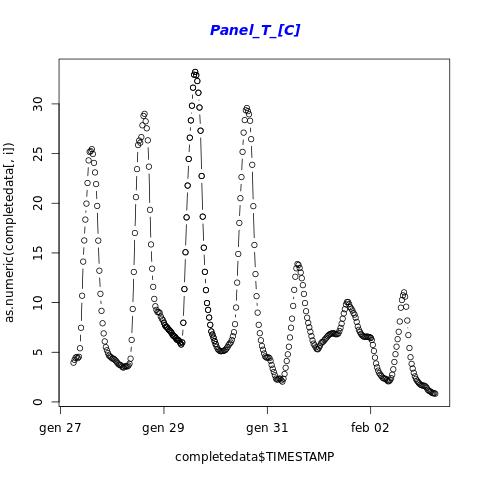 Panel_T_[C]
as.numeric(completedata[, i])
30
25
20
15
10
5
0
gen 27 gen 29 gen 31 feb 02
completedata$TIMESTAMP